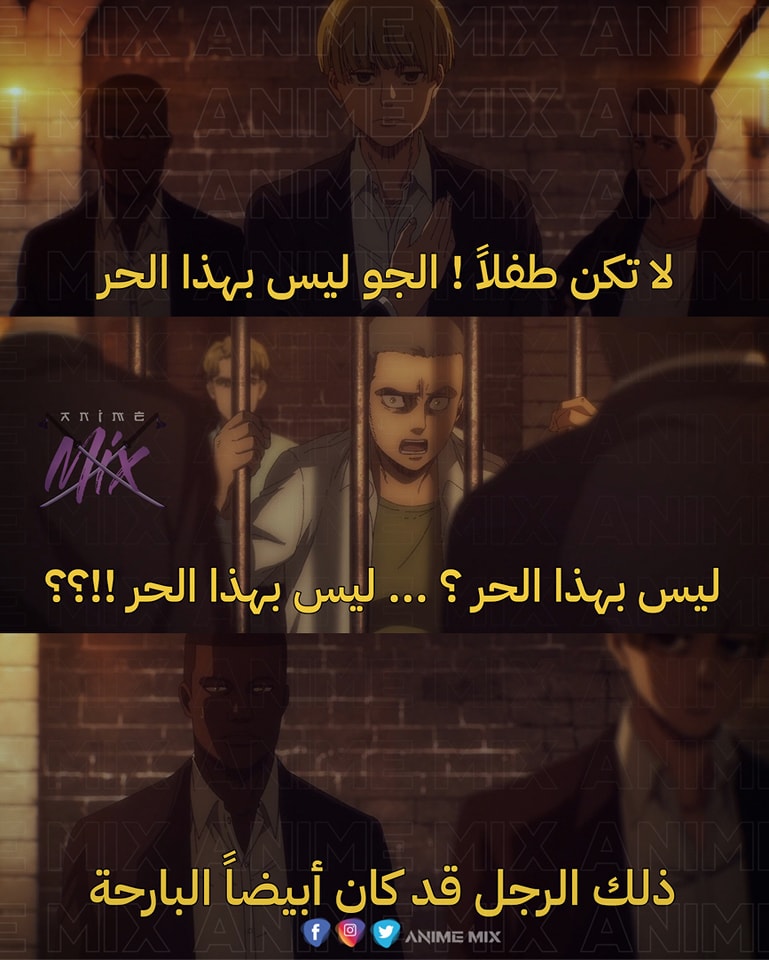 لا تكن طفلاً ! الجو ليس بهذا الحر
ANIME
Mix
ليس بهذا الحر ؟ ... ليس بهذا الحر !!؟؟
ذلك الرجل قد كان أبيضاً البارحة
ANIME MIX